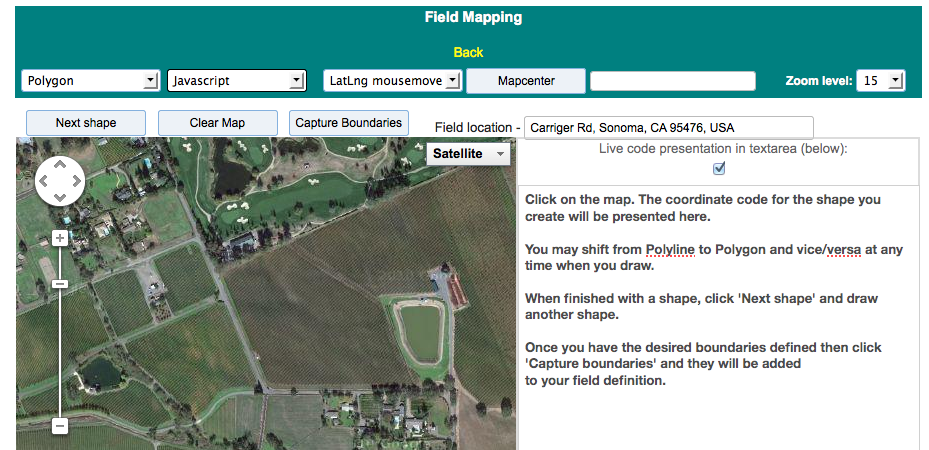 Field Mapping
Back
Polygon
Javascript
LatLng mousemove
Mapcenter
Zoom level: 15
Next shape
Clear Map
Capture Boundaries
Field location - Carriger Rd, Sonoma, CA 95476, USA
Satellite
Live code presentation in textarea (below):
Click on the map. The coordinate code for the shape you
create will be presented here.
You may shift from Polyline to Polygon and vice/versa at any
time when you draw.
When finished with a shape, click 'Next shape' and draw
another shape.
Once you have the desired boundaries defined then click
'Capture boundaries' and they will be added
to your field definition.